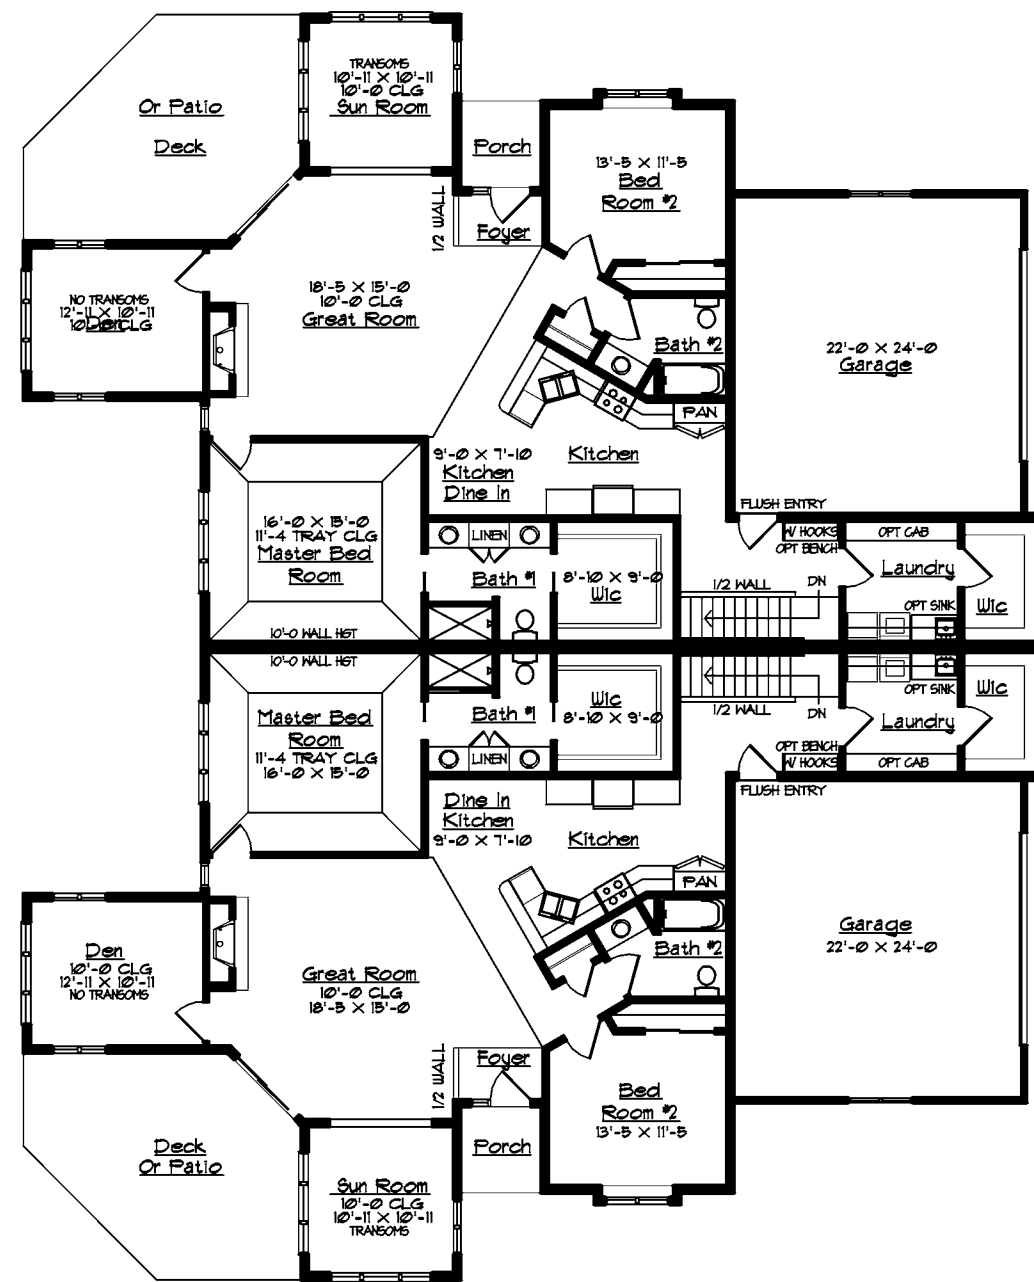 TRANSOMS
10'-11 X 10'-11
10'-0 CLG
Sun Room
Or Patio
Deck
Porch
13'-5 X 11'-5
Bed
Room #2
1/2 WALL
Foyer
NO TRANSOMS
12'-11 X 10'-11
10'-0 CLG
Den
18'-5 X 15'-0
10'-0 CLG
Great Room
Bath #2
22'-0 X 24'-0
Garage
PAN
9'-0 X 7'-10
Kitchen
Dine In
Kitchen
FLUSH ENTRY
16'-0 X 15'-0
11'-4 TRAY CLG
Master Bed
Room
LINEN
Bath #1
8'-10 X 9'-0
Wic
W/ HOOKS
OPT BENCH
OPT CAB
Laundry
1/2 WALL
DN
OPT SINK
Wic
10'-0 WALL HGT
10'-0 WALL HGT
Master Bed
Room
11'-4 TRAY CLG
16'-0 X 15'-0
Bath #1
LINEN
Wic
8'-10 X 9'-0
1/2 WALL
DN
OPT SINK
Wic
Laundry
OPT BENCH
W/ HOOKS
OPT CAB
FLUSH ENTRY
Dine In
Kitchen
9'-0 X 7'-10
Kitchen
PAN
Garage
22'-0 X 24'-0
Bath #2
Den
10'-0 CLG
12'-11 X 10'-11
NO TRANSOMS
Great Room
10'-0 CLG
18'-5 X 15'-0
1/2 WALL
Foyer
Bed
Room #2
13'-5 X 11'-5
Porch
Deck
Or Patio
Sun Room
10'-0 CLG
10'-11 X 10'-11
TRANSOMS